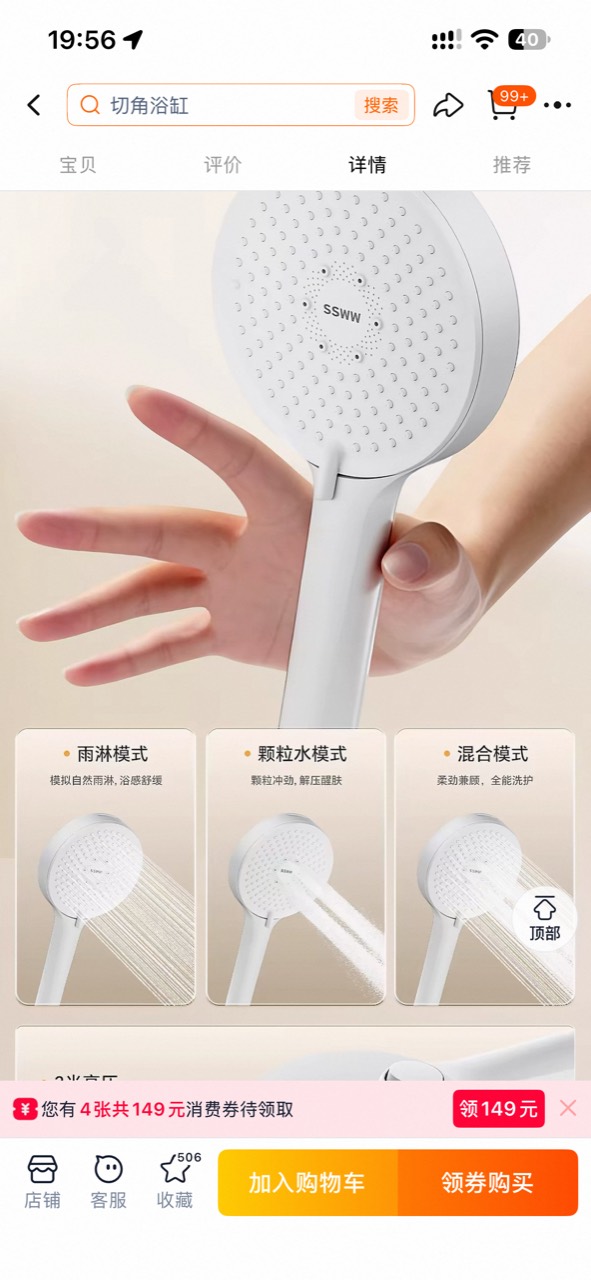 19:56
40
切角浴缸
搜索
99+
宝贝
评价
详情
推荐
SSWW
雨淋模式
模拟自然雨淋, 浴感舒缓
颗粒水模式
颗粒冲劲, 解压醒肤
混合模式
柔劲兼顾，全能洗护
SSWW
SSWW
顶部
您有4张共149元消费券待领取
领149元
店铺
客服
506
收藏
加入购物车
领券购买